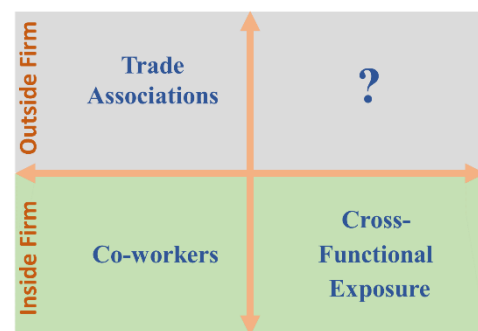 Outside Firm
Trade
Associations
?
Inside Firm
Co-workers
Cross-
Functional
Exposure